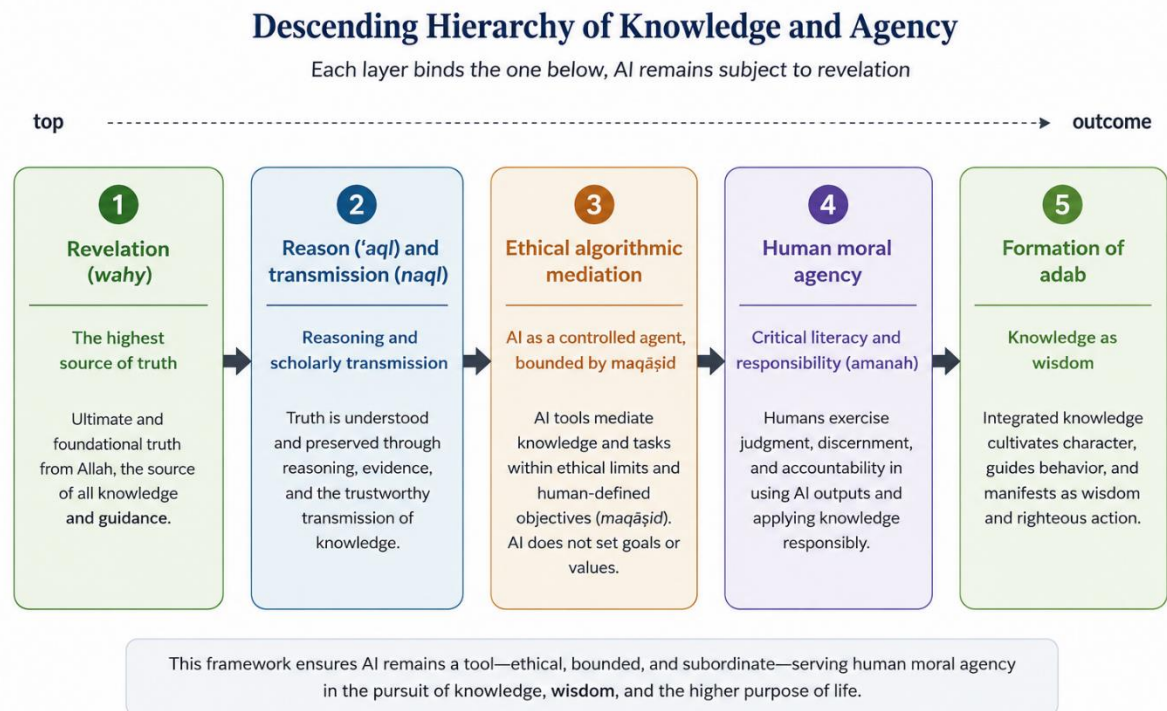 Descending Hierarchy of Knowledge and Agency
Each layer binds the one below, AI remains subject to revelation
top
outcome
1
Revelation
(wahy)
The highest
source of truth
Ultimate and
foundational truth
from Allah, the source
of all knowledge
and guidance.
2
Reason (‘aql) and
transmission (naql)
Reasoning and
scholarly transmission
Truth is understood
and preserved through
reasoning, evidence,
and the trustworthy
transmission of
knowledge.
3
Ethical algorithmic
mediation
AI as a controlled agent,
bounded by maqāṣid
AI tools mediate
knowledge and tasks
within ethical limits and
human-defined
objectives (maqāṣid).
AI does not set goals or
values.
4
Human moral
agency
Critical literacy and
responsibility (amanah)
Humans exercise
judgment, discernment,
and accountability in
using AI outputs and
applying knowledge
responsibly.
5
Formation of
adab
Knowledge as
wisdom
Integrated knowledge
cultivates character,
guides behavior, and
manifests as wisdom
and righteous action.
This framework ensures AI remains a tool—ethical, bounded, and subordinate—serving human moral agency
in the pursuit of knowledge, wisdom, and the higher purpose of life.